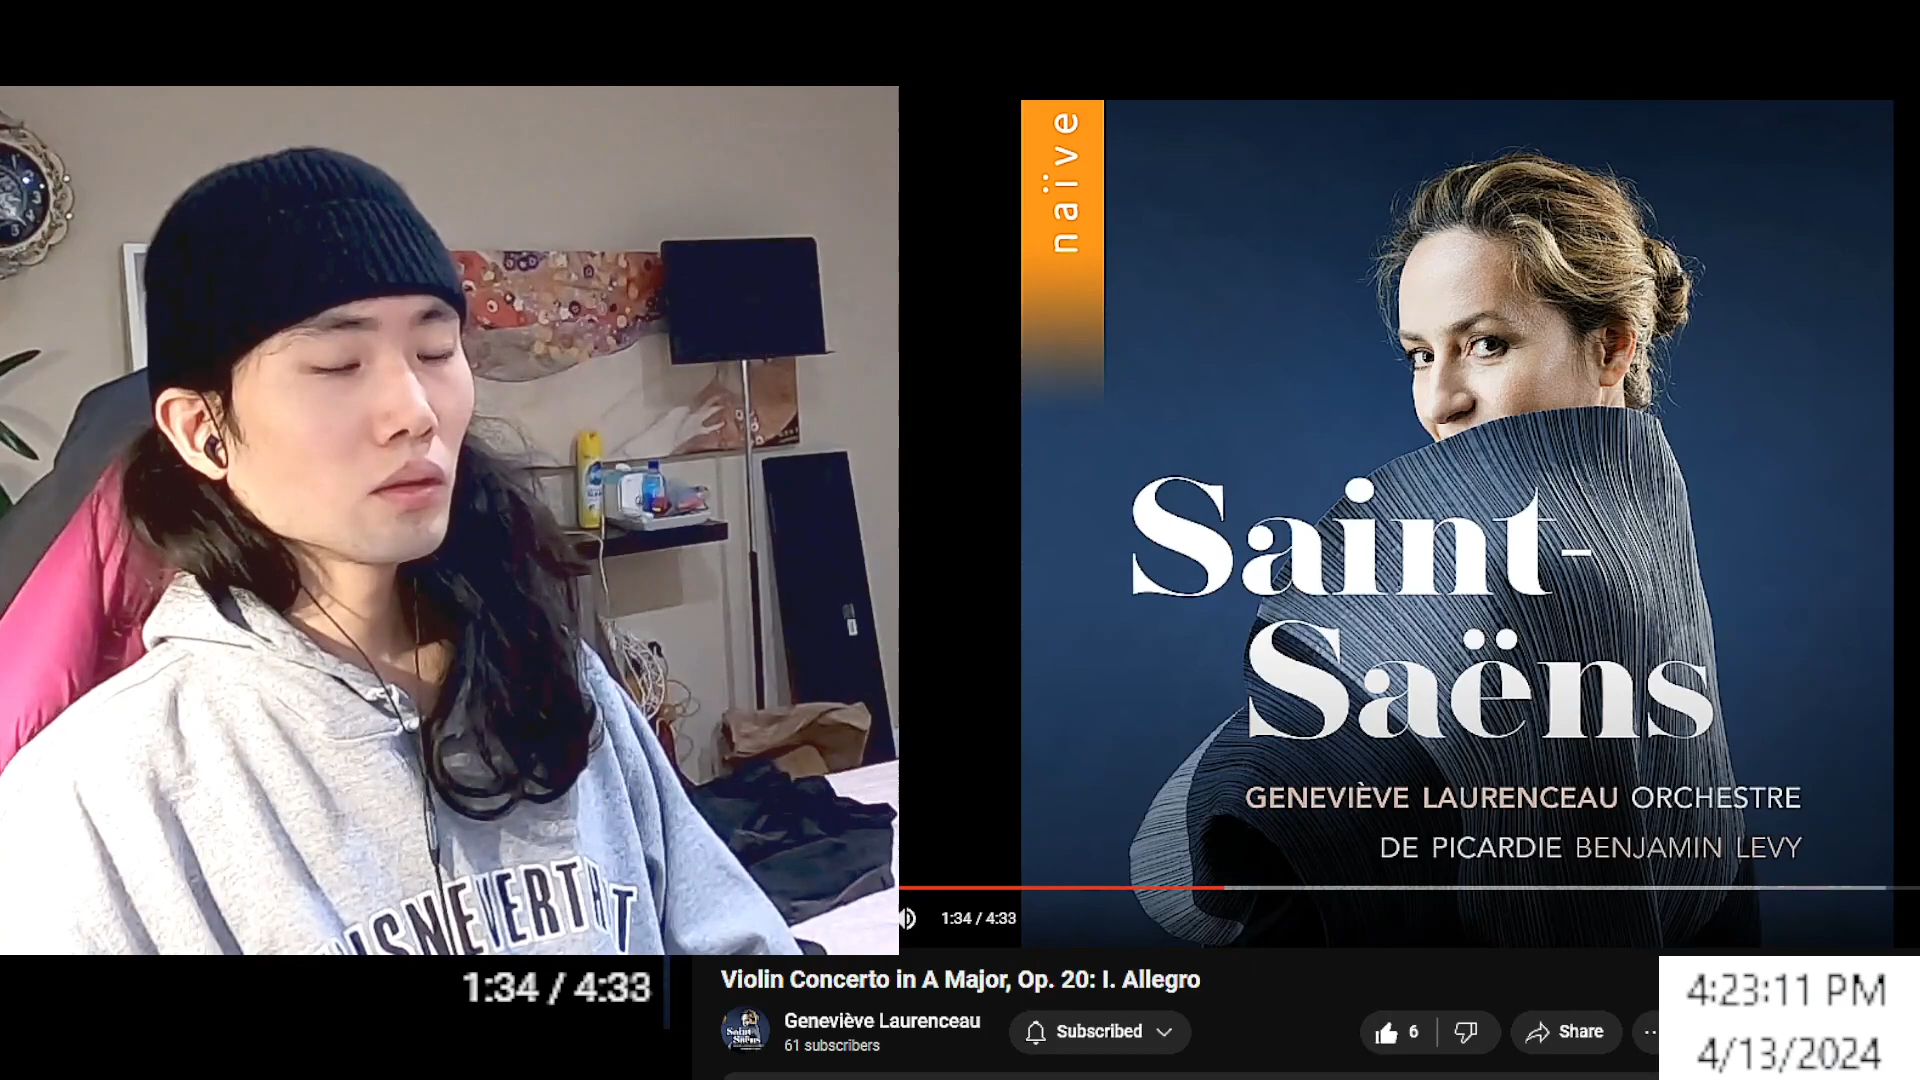 naïve
Saint-
Saëns
GENEVIÈVE LAURENCEAU ORCHESTRE
DE PICARDIE BENJAMIN LEVY
1:34 / 4:33
1:34 / 4:33
Violin Concerto in A Major, Op. 20: I. Allegro
Geneviève Laurenceau
61 subscribers
Subscribed
6
Share
4:23:11 PM
4/13/2024